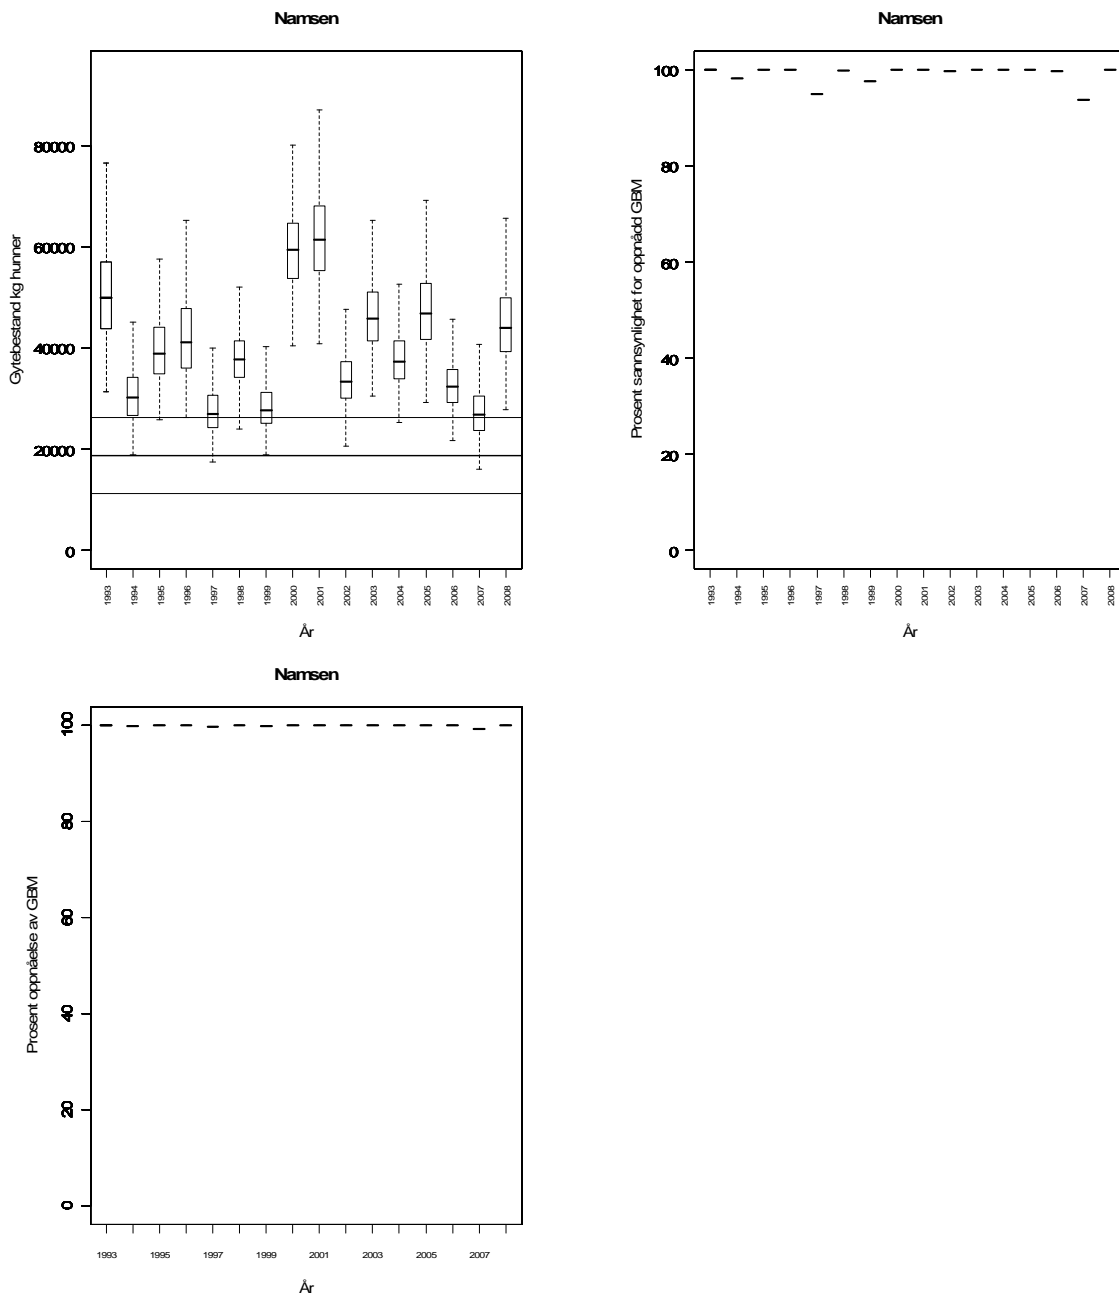 Namsen
Gytebestand kg hunner
80000
60000
40000
20000
0
1993 1994 1995 1996 1997 1998 1999 2000 2001 2002 2003 2004 2005 2006 2007 2008
År
Namsen
Prosent sannsynlighet for oppnådd GBM
100
80
60
40
20
0
1993 1994 1995 1996 1997 1998 1999 2000 2001 2002 2003 2004 2005 2006 2007 2008
År
Namsen
Prosent oppnåelse av GBM
100
80
60
40
20
0
1993 1995 1997 1999 2001 2003 2005 2007
År